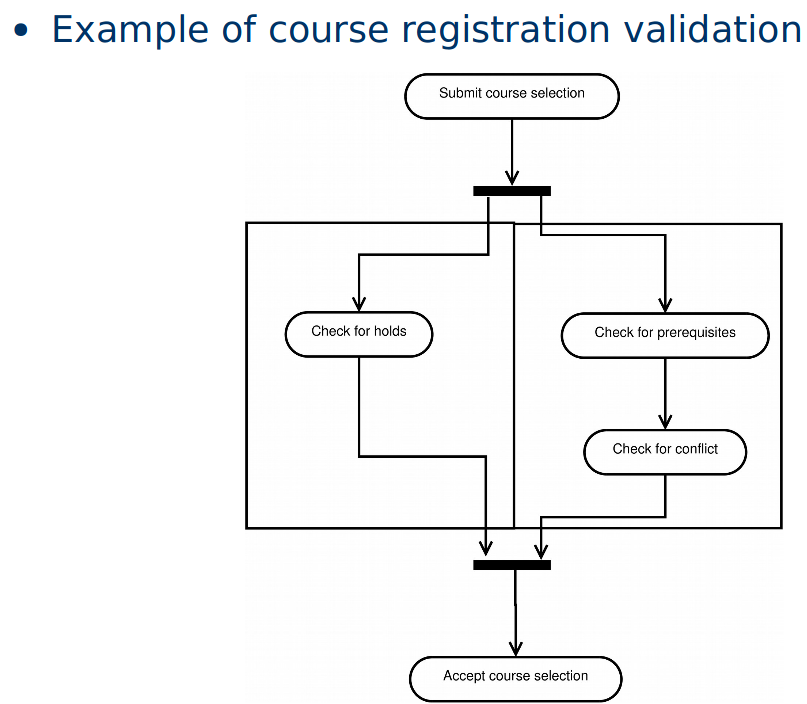 • Example of course registration validation
Submit course selection
Check for holds
Check for prerequisites
Check for conflict
Accept course selection